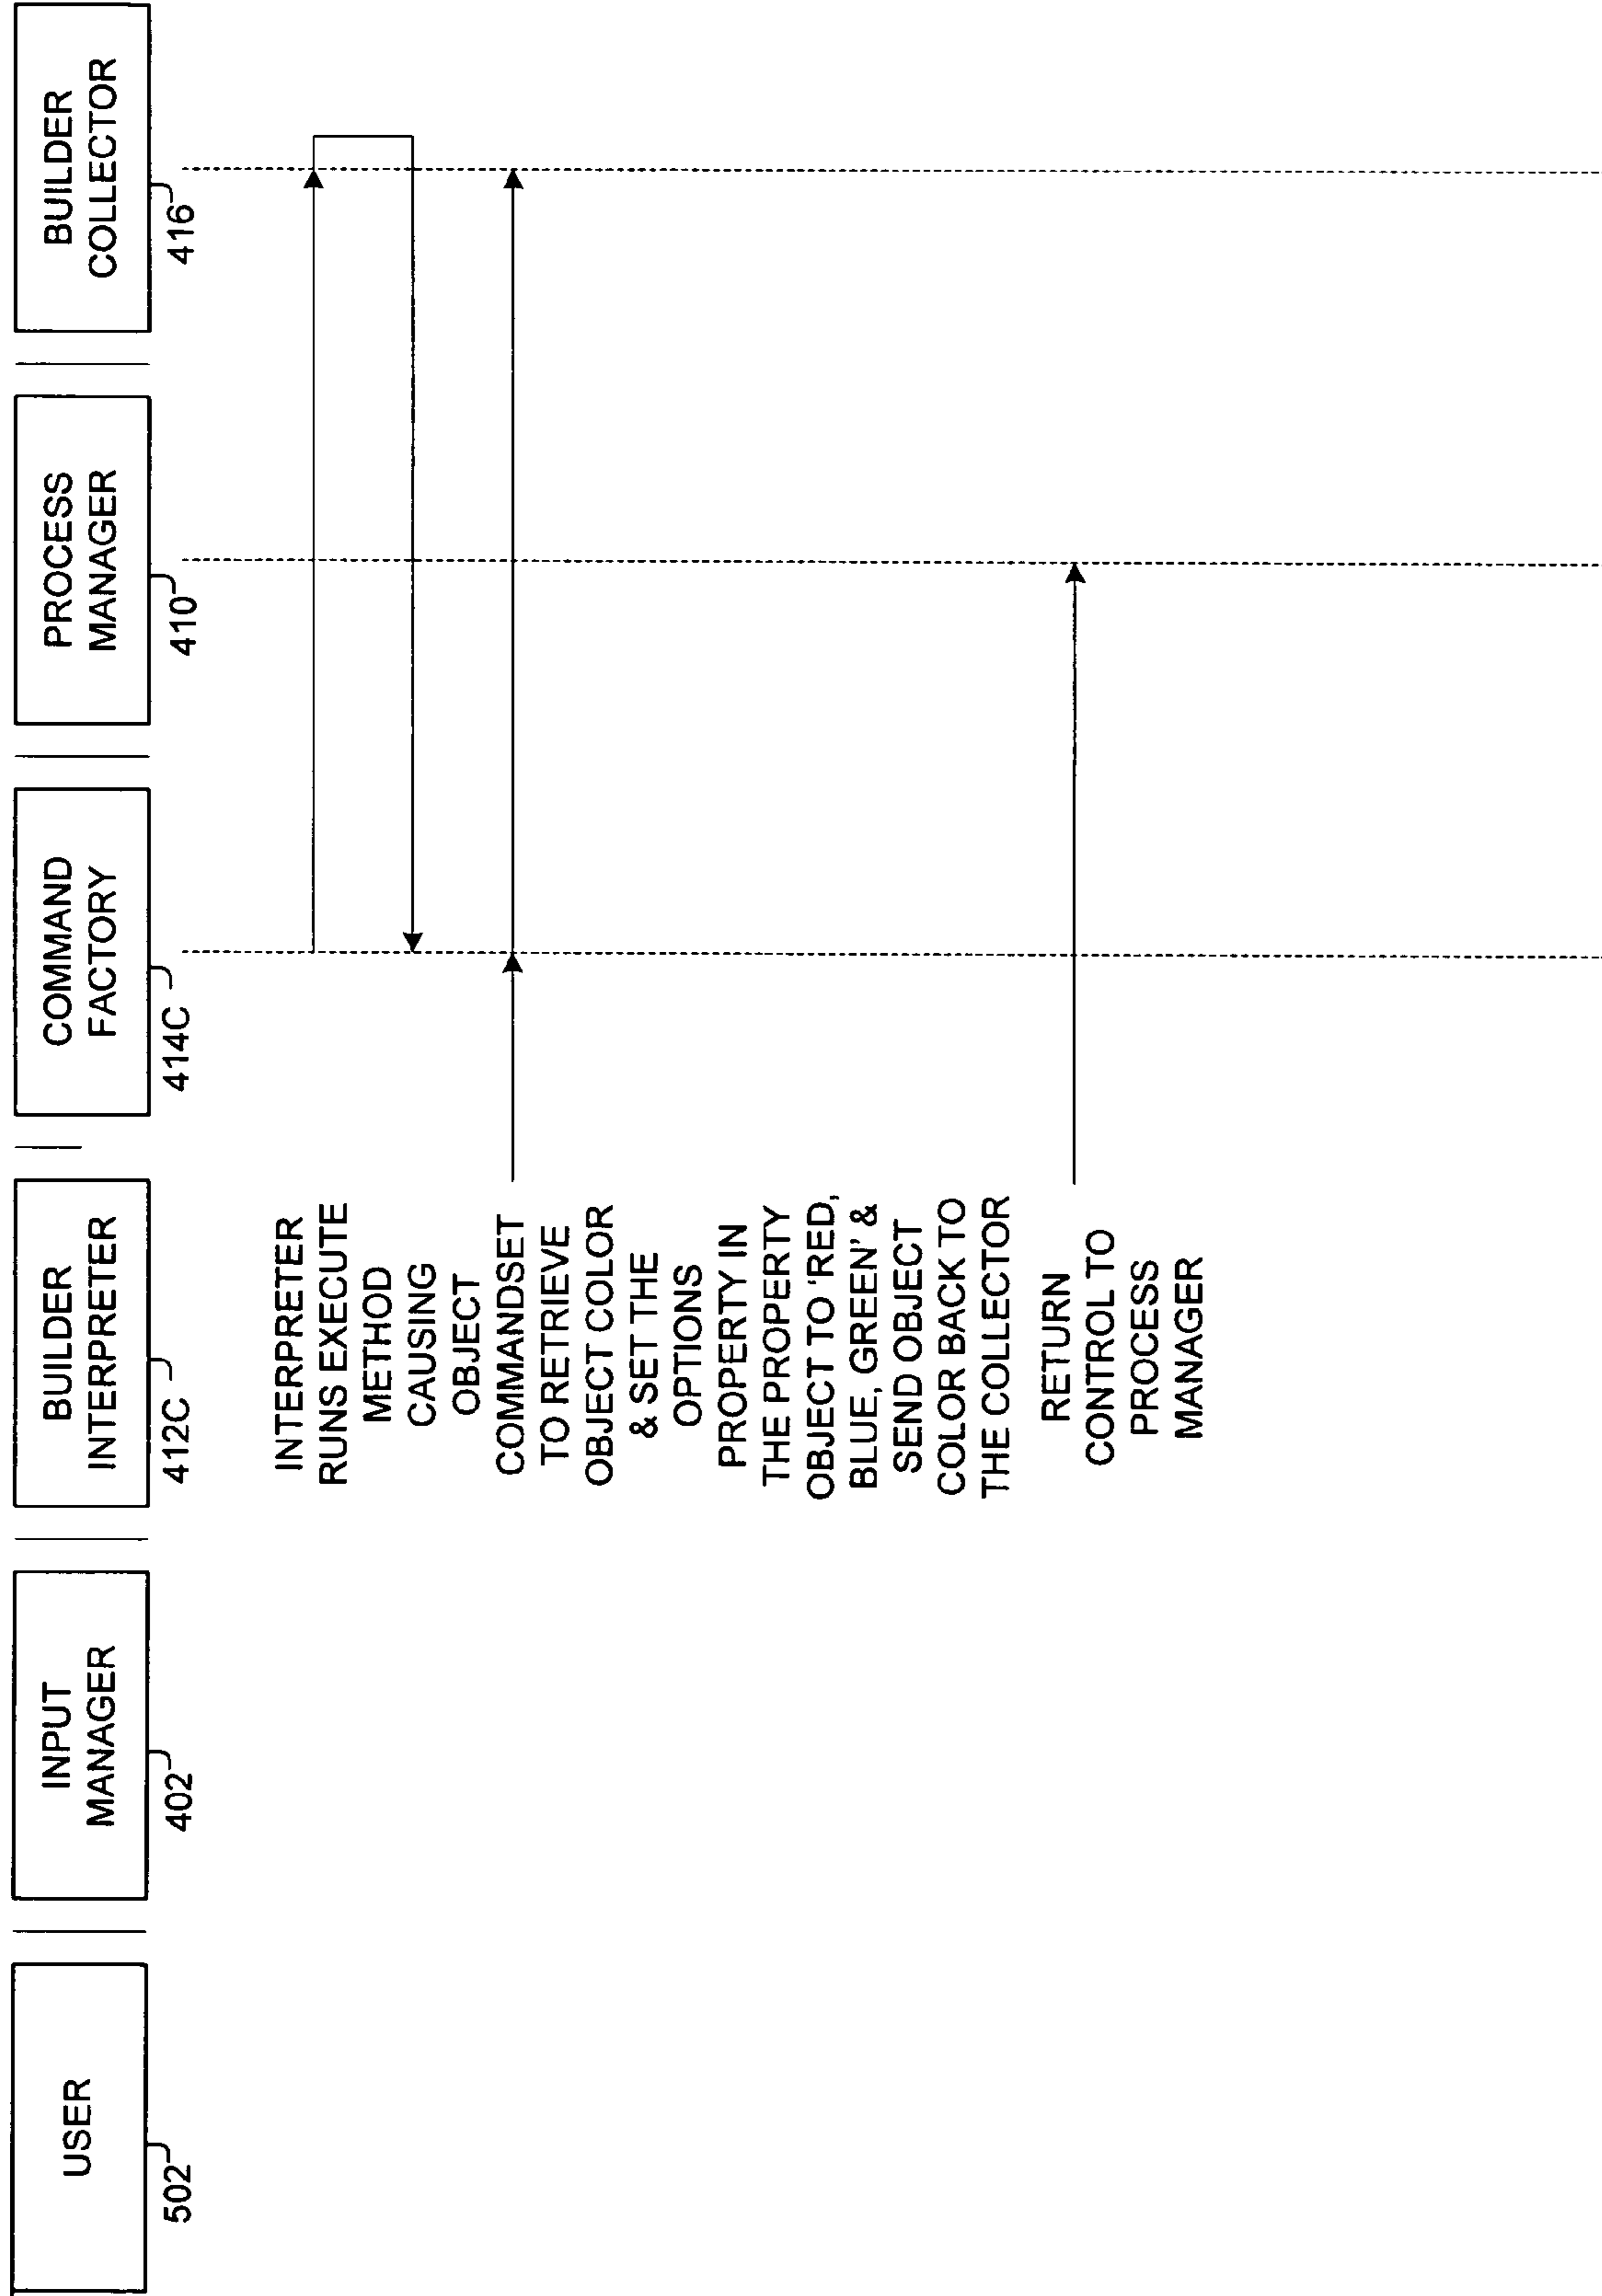 USER
502
INPUT
MANAGER
402
BUILDER
INTERPRETER
412C
COMMAND
FACTORY
414C
PROCESS
MANAGER
410
BUILDER
COLLECTOR
416
INTERPRETER
RUNS EXECUTE
METHOD
CAUSING
OBJECT
COMMANDSET
TO RETRIEVE
OBJECT COLOR
& SET THE
OPTIONS
PROPERTY IN
THE PROPERTY
OBJECT TO 'RED,
BLUE, GREEN' &
SEND OBJECT
COLOR BACK TO
THE COLLECTOR
RETURN
CONTROL TO
PROCESS
MANAGER